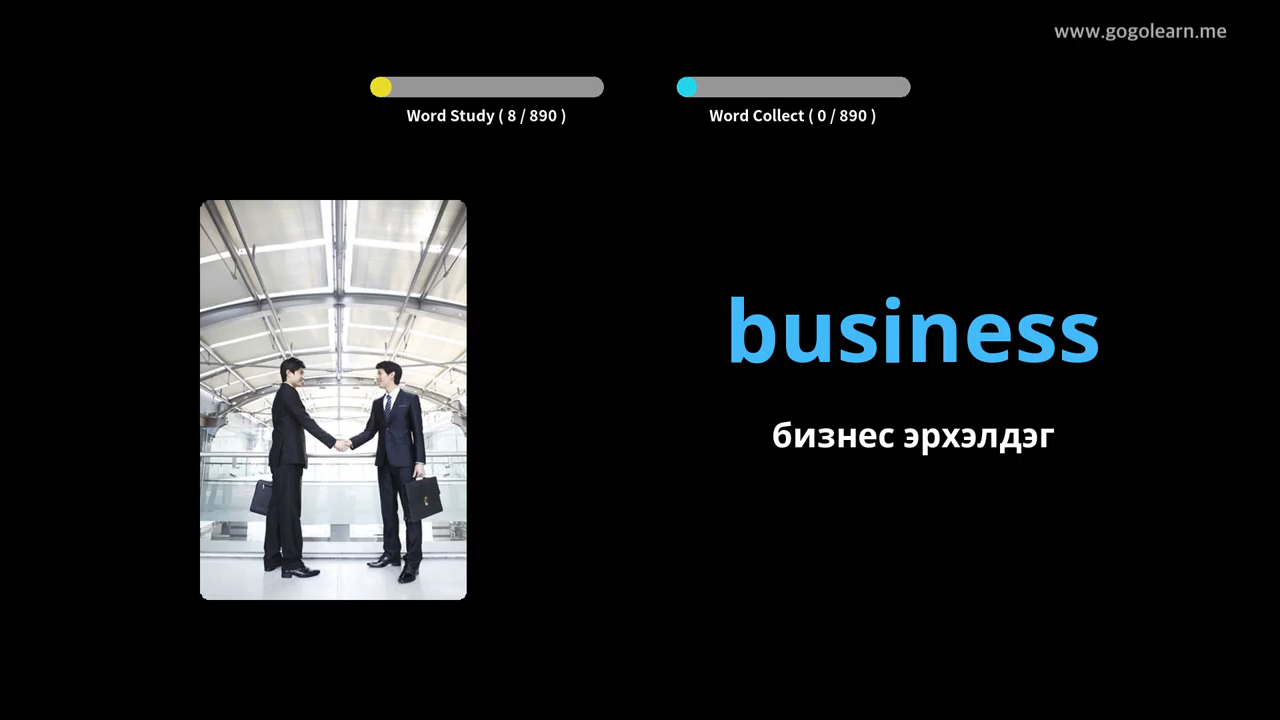 www.gogolearn.me
Word Study ( 8 / 890 )
Word Collect ( 0 / 890 )
business
бизнес эрхэлдэг